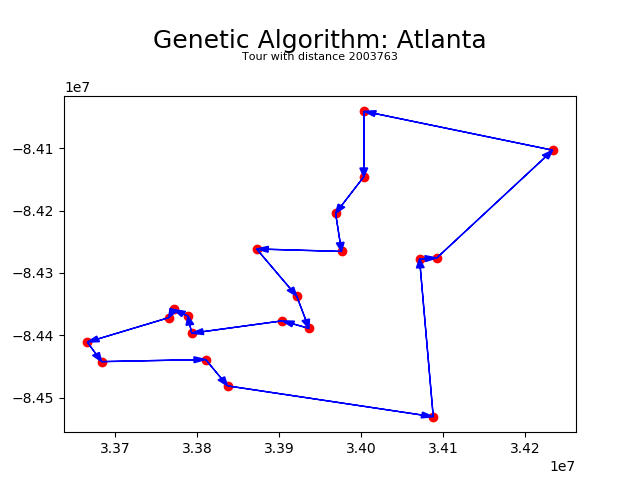 Genetic Algorithm: Atlanta
Tour with distance 2003763
1e7
−8.41
−8.42
−8.43
−8.44
−8.45
3.37 3.38 3.39 3.40 3.41 3.42
1e7